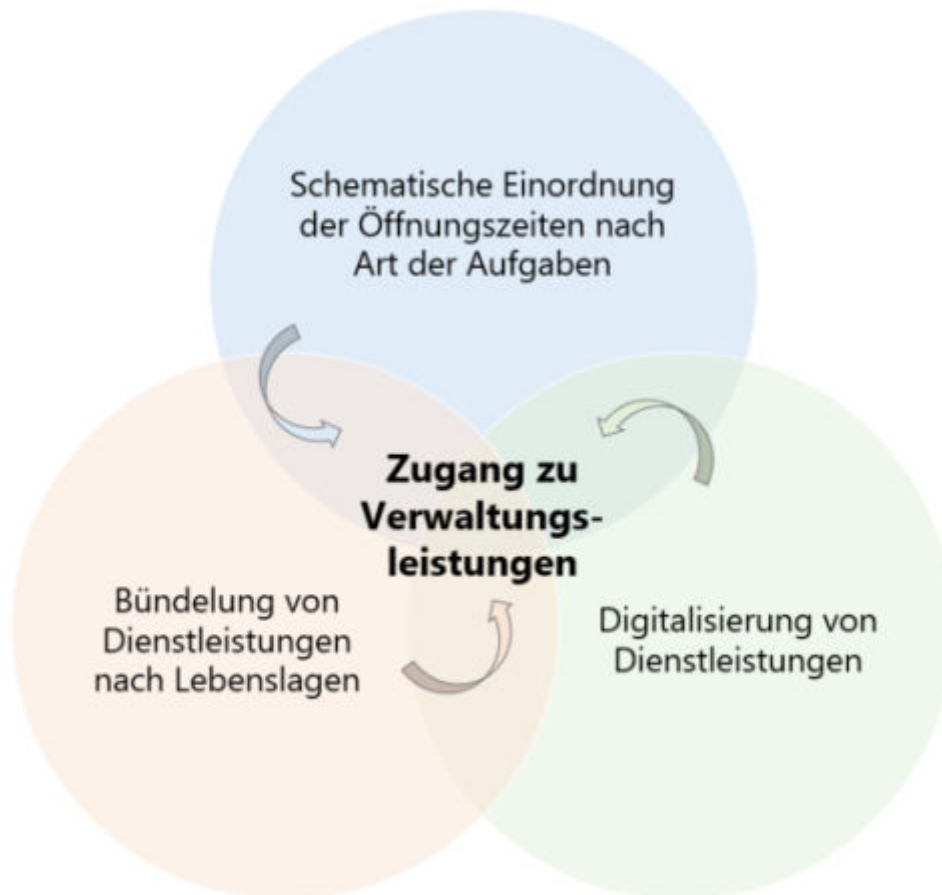 Schematische Einordnung
der Öffnungszeiten nach
Art der Aufgaben
Zugang zu
Verwaltungs-
leistungen
Bündelung von
Dienstleistungen
nach Lebenslagen
Digitalisierung von
Dienstleistungen